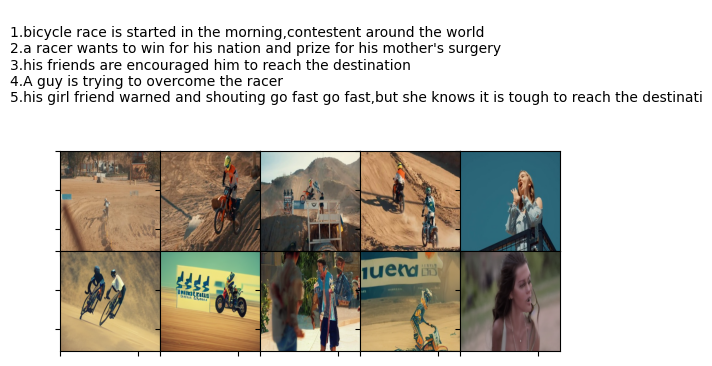 1.bicycle race is started in the morning,contestent around the world
2.a racer wants to win for his nation and prize for his mother's surgery
3.his friends are encouraged him to reach the destination
4.A guy is trying to overcome the racer
5.his girl friend warned and shouting go fast go fast,but she knows it is tough to reach the destinati